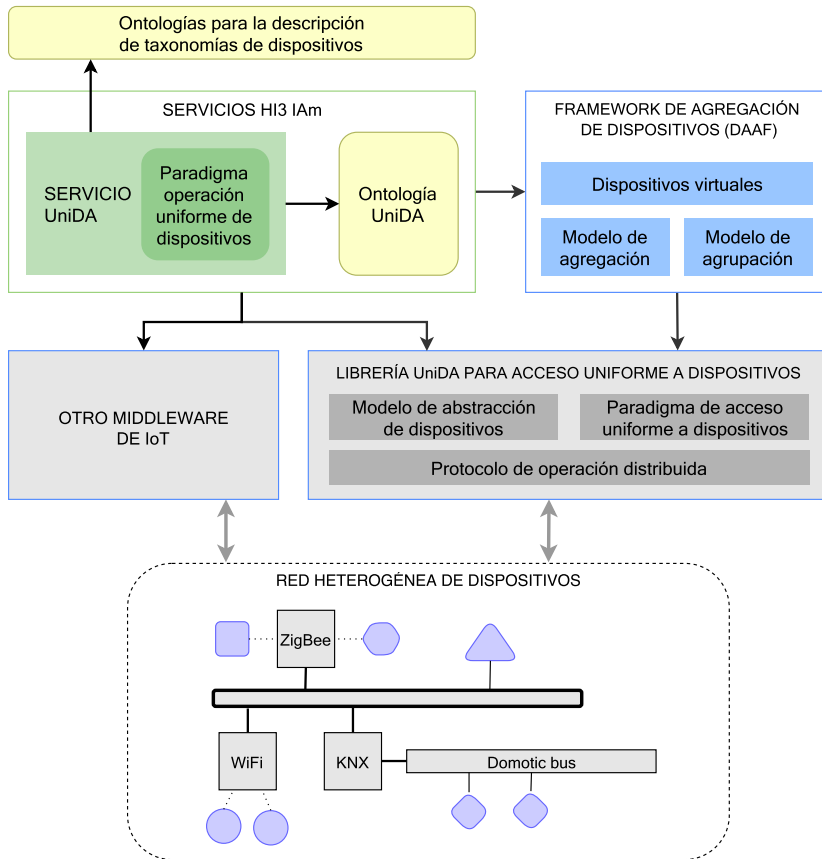 Ontologías para la descripción
de taxonomías de dispositivos
SERVICIOS HI3 IAm
SERVICIO
UniDA
Paradigma
operación
uniforme de
dispositivos
Ontología
UniDA
FRAMEWORK DE AGREGACIÓN
DE DISPOSITIVOS (DAAF)
Dispositivos virtuales
Modelo de
agregación
Modelo de
agrupación
OTRO MIDDLEWARE
DE IoT
LIBRERÍA UniDA PARA ACCESO UNIFORME A DISPOSITIVOS
Modelo de abstracción
de dispositivos
Paradigma de acceso
uniforme a dispositivos
Protocolo de operación distribuida
RED HETEROGÉNEA DE DISPOSITIVOS
ZigBee
WiFi
KNX
Domotic bus